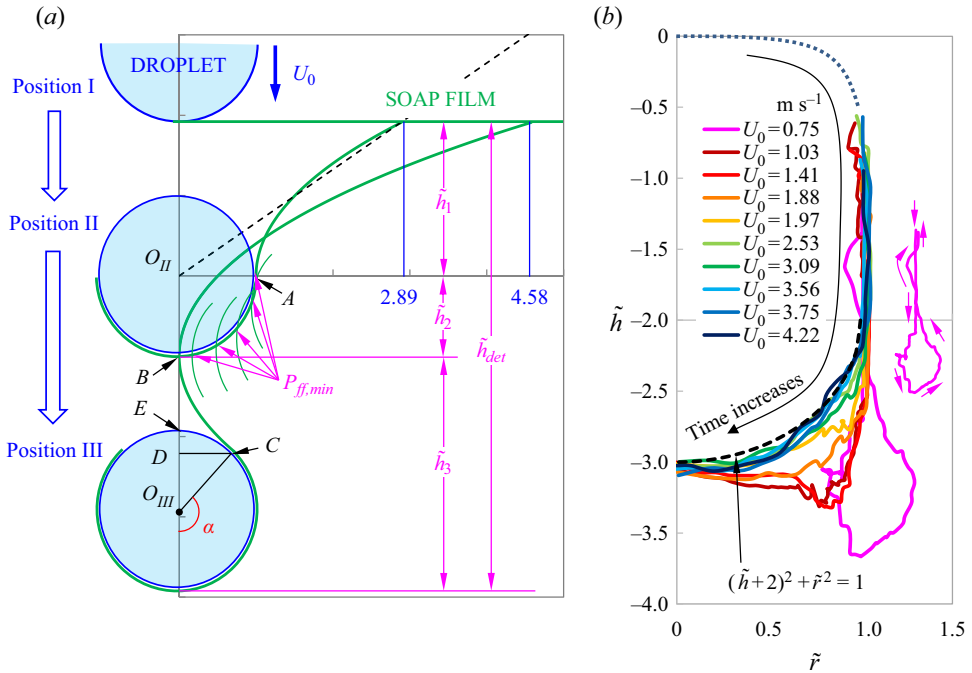 (a)
DROPLET
Position I
U₀
SOAP FILM
h̃₁
Position II
O_II
A
2.89
4.58
h̃₂
h̃_det
B
P_ff,min
E
Position III
D
C
h̃₃
O_III
α
(b)
0
–0.5
–1.0
–1.5
–2.0
–2.5
–3.0
–3.5
–4.0
h̃
m s⁻¹
U₀ = 0.75
U₀ = 1.03
U₀ = 1.41
U₀ = 1.88
U₀ = 1.97
U₀ = 2.53
U₀ = 3.09
U₀ = 3.56
U₀ = 3.75
U₀ = 4.22
Time increases
(h̃+2)² + r̃² = 1
0
0.5
1.0
1.5
r̃